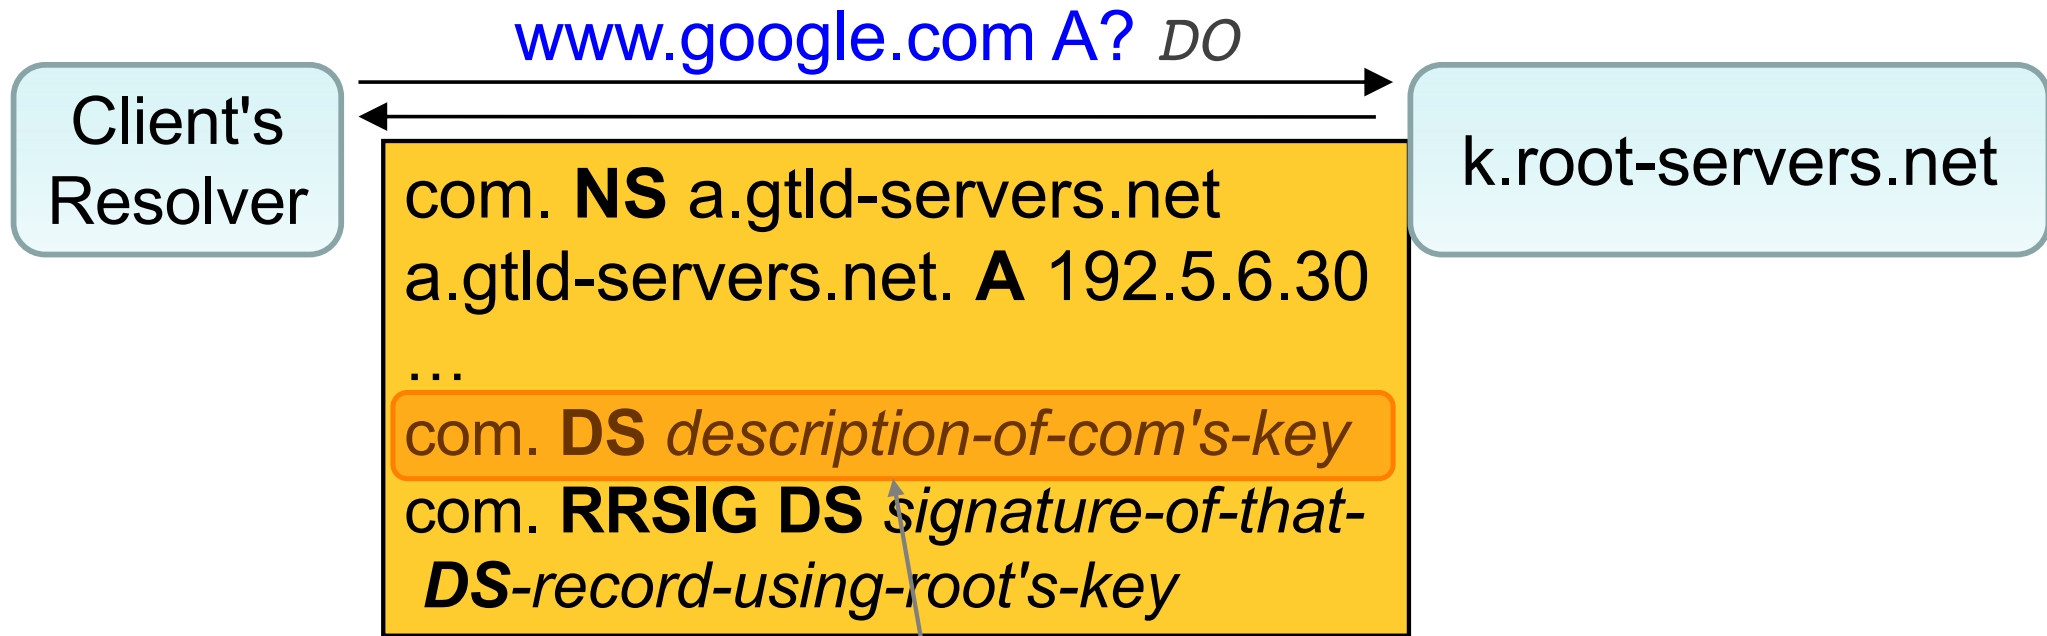 www.google.com A? DO
Client's
Resolver
k.root-servers.net
com. NS a.gtld-servers.net
a.gtld-servers.net. A 192.5.6.30
…
com. DS description-of-com's-key
com. RRSIG DS signature-of-that-
DS-record-using-root's-key